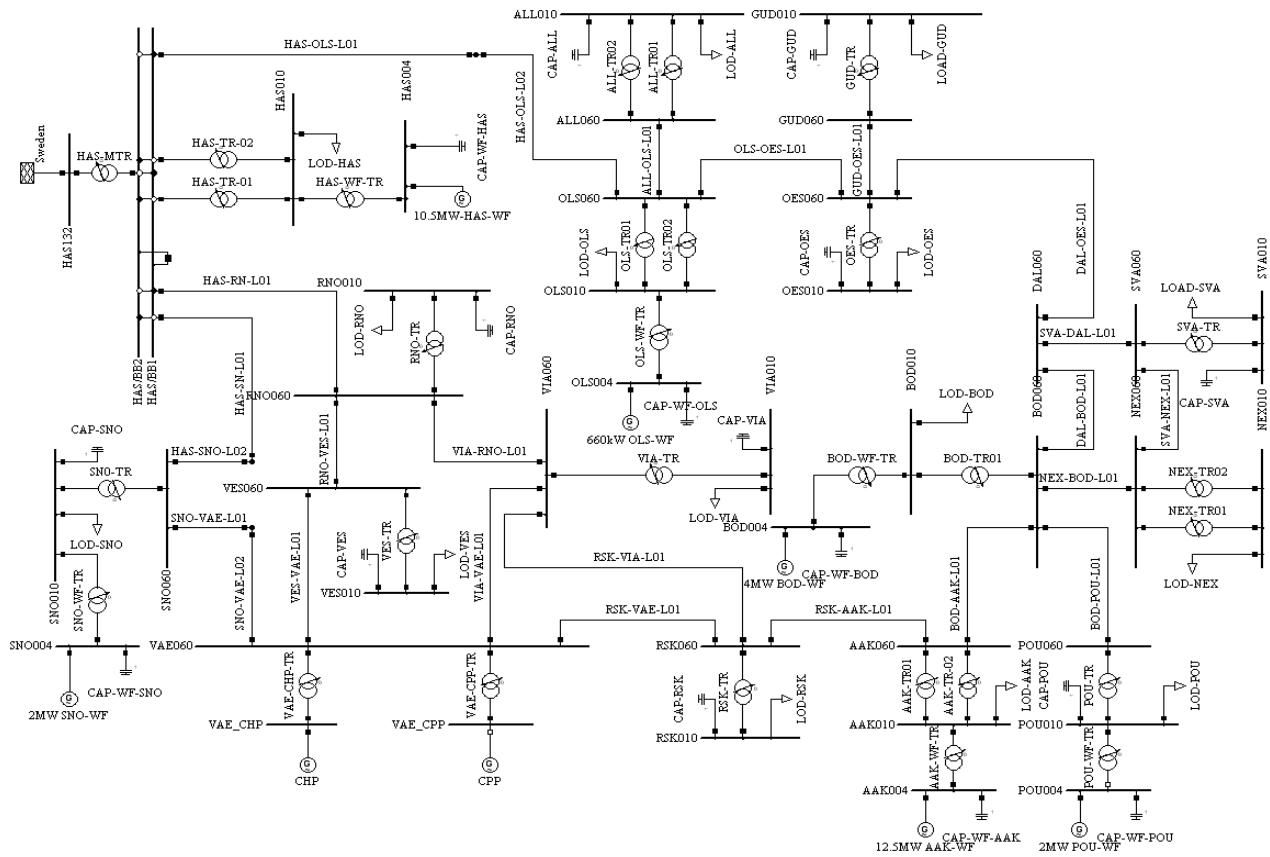 ALL010
GUD010
HAS-OLS-L01
CAP-ALL
ALL-TR02
ALL-TR01
LOD-ALL
CAP-GUD
GUD-TR
LOAD-GUD
HAS010
HAS004
HAS-OLS-L02
ALL060
GUD060
Sweden
HAS-MTR
HAS-TR-02
LOD-HAS
CAP-WF-HAS
ALL-OLS-L01
OLS-OES-L01
GUD-OES-L01
HAS-TR-01
HAS-WF-TR
10.5MW-HAS-WF
OLS060
OES060
HAS132
LOD-OLS
OLS-TR01
OLS-TR02
CAP-OES
OES-TR
LOD-OES
DAL-OES-L01
DAL060
SVA060
SVA010
HAS-RN-L01
RNO010
OLS010
OES010
LOAD-SVA
LOD-RNO
RNO-TR
CAP-RNO
OLS-WF-TR
SVA-DAL-L01
SVA-TR
HAS/BB2
HAS/BB1
HAS-SN-L01
RNO060
VIA060
OLS004
VIA010
BOD010
BOD060
NEX060
CAP-SVA
NEX010
CAP-WF-OLS
660kW OLS-WF
CAP-VIA
LOD-BOD
DAL-BOD-L01
SVA-NEX-L01
CAP-SNO
SN0-TR
HAS-SNO-L02
RNO-VES-L01
VIA-RNO-L01
VIA-TR
BOD-WF-TR
BOD-TR01
NEX-BOD-L01
NEX-TR02
VES060
LOD-VIA
NEX-TR01
SNO-VAE-L01
BOD004
LOD-SNO
CAP-VES
VES-TR
LOD-VES
RSK-VIA-L01
4MW BOD-WF
CAP-WF-BOD
LOD-NEX
SNO010
SNO-WF-TR
SNO060
SNO-VAE-L02
VES-VAE-L01
VES010
VIA-VAE-L01
RSK-VAE-L01
RSK-AAK-L01
BOD-AAK-L01
BOD-POU-L01
SNO004
VAE060
RSK060
AAK060
POU060
CAP-WF-SNO
2MW SNO-WF
VAE-CHP-TR
VAE-CPP-TR
CAP-RSK
RSK-TR
LOD-RSK
AAK-TR01
AAK-TR-02
LOD-AAK
CAP-POU
POU-TR
LOD-POU
VAE_CHP
VAE_CPP
RSK010
AAK010
POU010
AAK-WF-TR
POU-WF-TR
CHP
CPP
AAK004
POU004
CAP-WF-AAK
12.5MW AAK-WF
CAP-WF-POU
2MW POU-WF